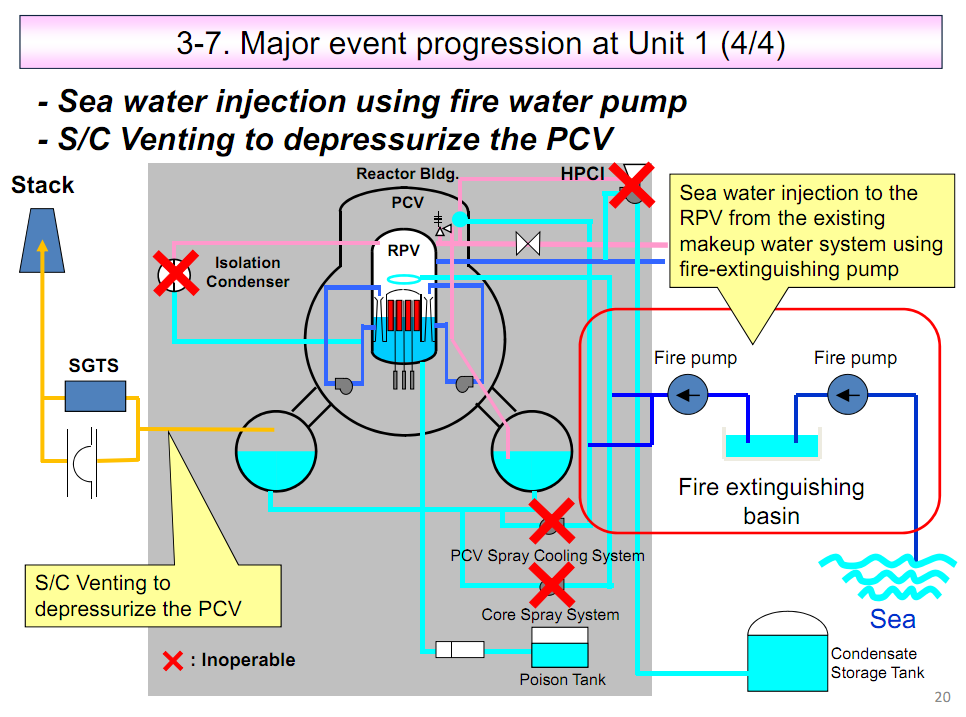 3-7. Major event progression at Unit 1 (4/4)
- Sea water injection using fire water pump
- S/C Venting to depressurize the PCV
Stack
Reactor Bldg.
HPCI
PCV
RPV
Isolation
Condenser
Sea water injection to the
RPV from the existing
makeup water system using
fire-extinguishing pump
SGTS
Fire pump
Fire pump
Fire extinguishing
basin
PCV Spray Cooling System
S/C Venting to
depressurize the PCV
Core Spray System
Sea
: Inoperable
Poison Tank
Condensate
Storage Tank
20